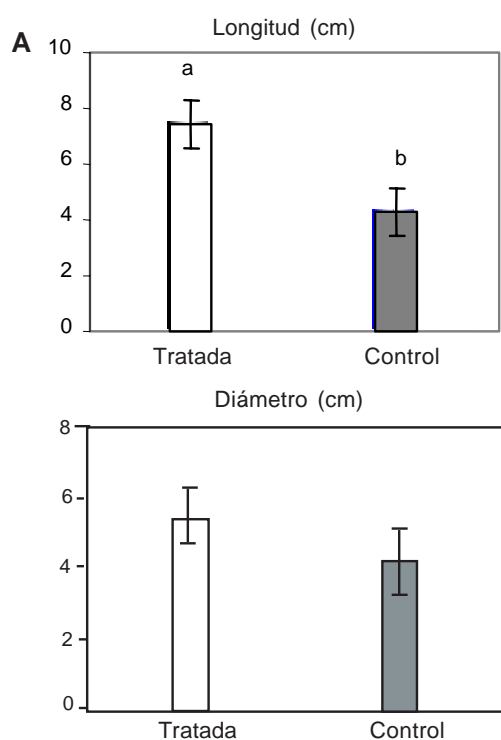 A
Longitud (cm)
10
8
6
4
2
0
a
b
Tratada Control
Diámetro (cm)
8
6
4
2
0
Tratada Control